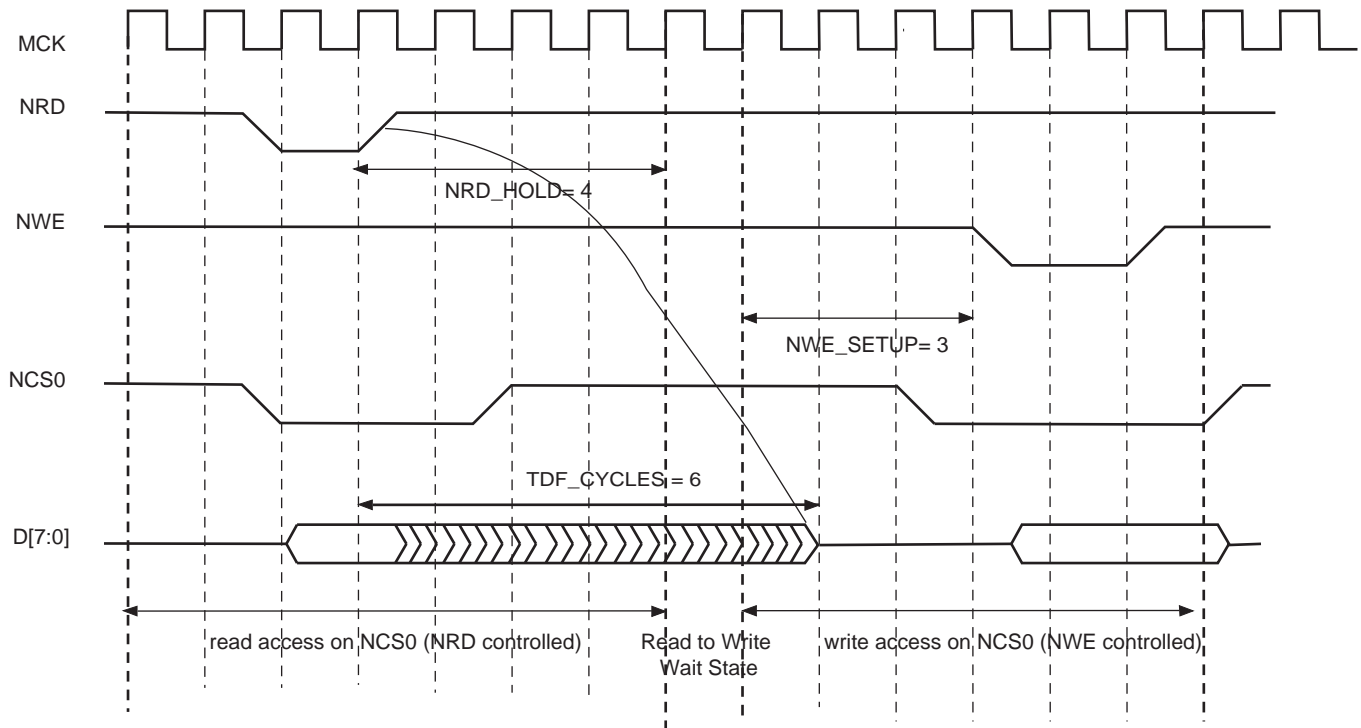 MCK
NRD
NRD_HOLD= 4
NWE
NWE_SETUP= 3
NCS0
TDF_CYCLES = 6
D[7:0]
read access on NCS0 (NRD controlled)
Read to Write
Wait State
write access on NCS0 (NWE controlled)